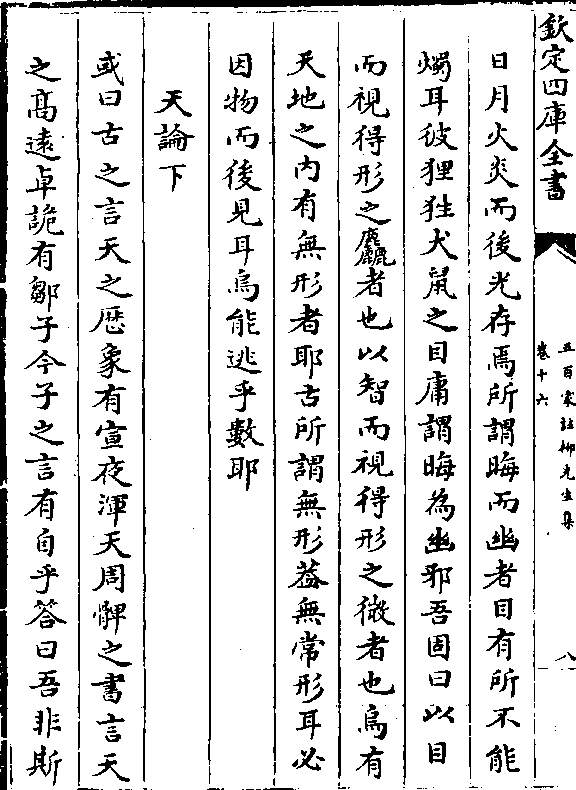 欽定四庫全書
五百家註柳先生集
卷十六
八
日月火炎而後光存焉所謂晦而幽者目有所不能
燭耳彼狸狌犬鼠之目庸謂晦為幽邪吾固曰以目
而視得形之麤者也以智而視得形之微者也烏有
天地之内有無形者耶古所謂無形葢無常形耳必
因物而後見耳烏能逃乎數耶
天論下
或曰古之言天之厯象有宣夜渾天周髀之書言天
之髙逺卓詭有鄒子今子之言有自乎答曰吾非斯